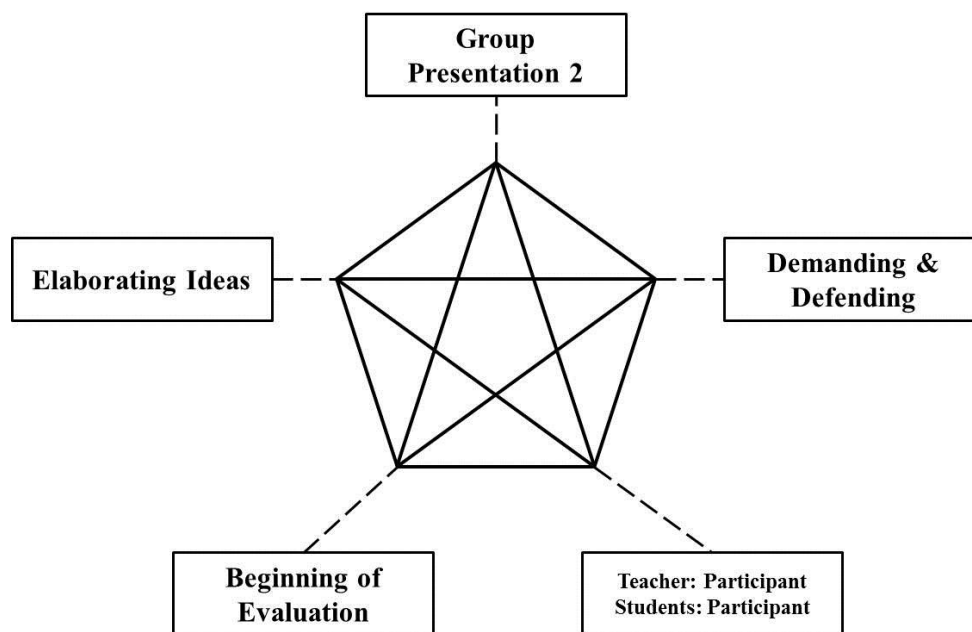 Group
Presentation 2
Elaborating Ideas
Demanding &
Defending
Beginning of
Evaluation
Teacher: Participant
Students: Participant